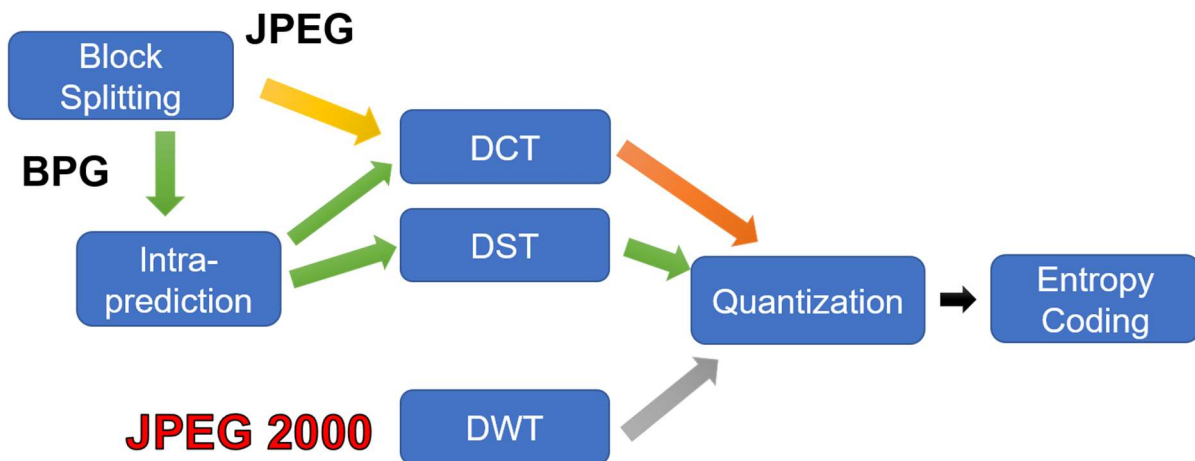 JPEG
Block
Splitting
DCT
BPG
DST
Intra-
prediction
Quantization
Entropy
Coding
JPEG 2000
DWT